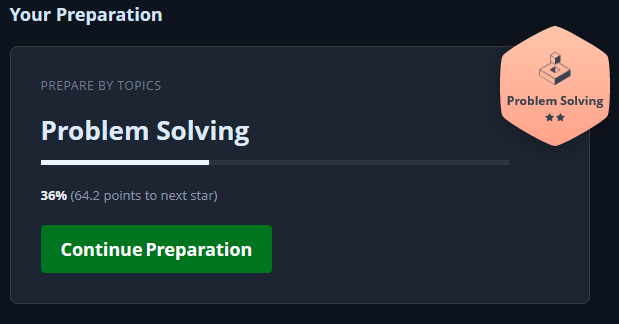 Your Preparation
PREPARE BY TOPICS
Problem Solving
Problem Solving
36% (64.2 points to next star)
Continue Preparation